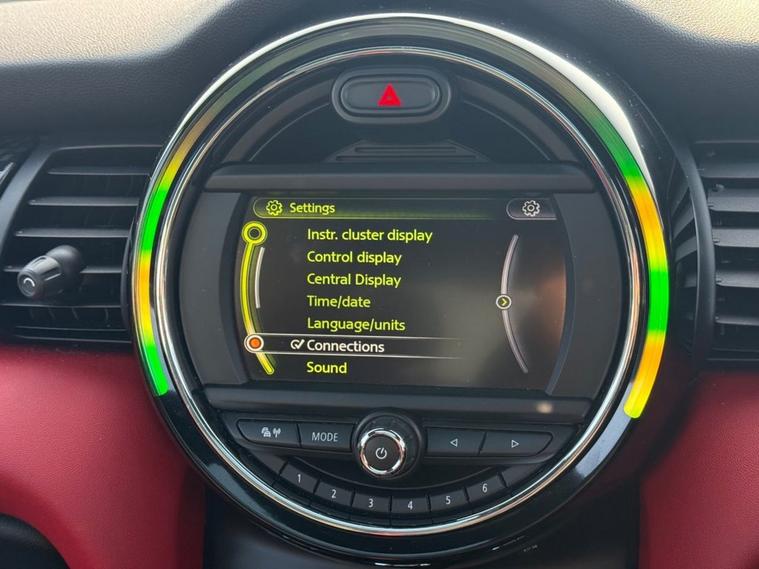 Settings
Instr. cluster display
Control display
Central Display
Time/date
Language/units
Connections
Sound
MODE
1 2 3 4 5 6